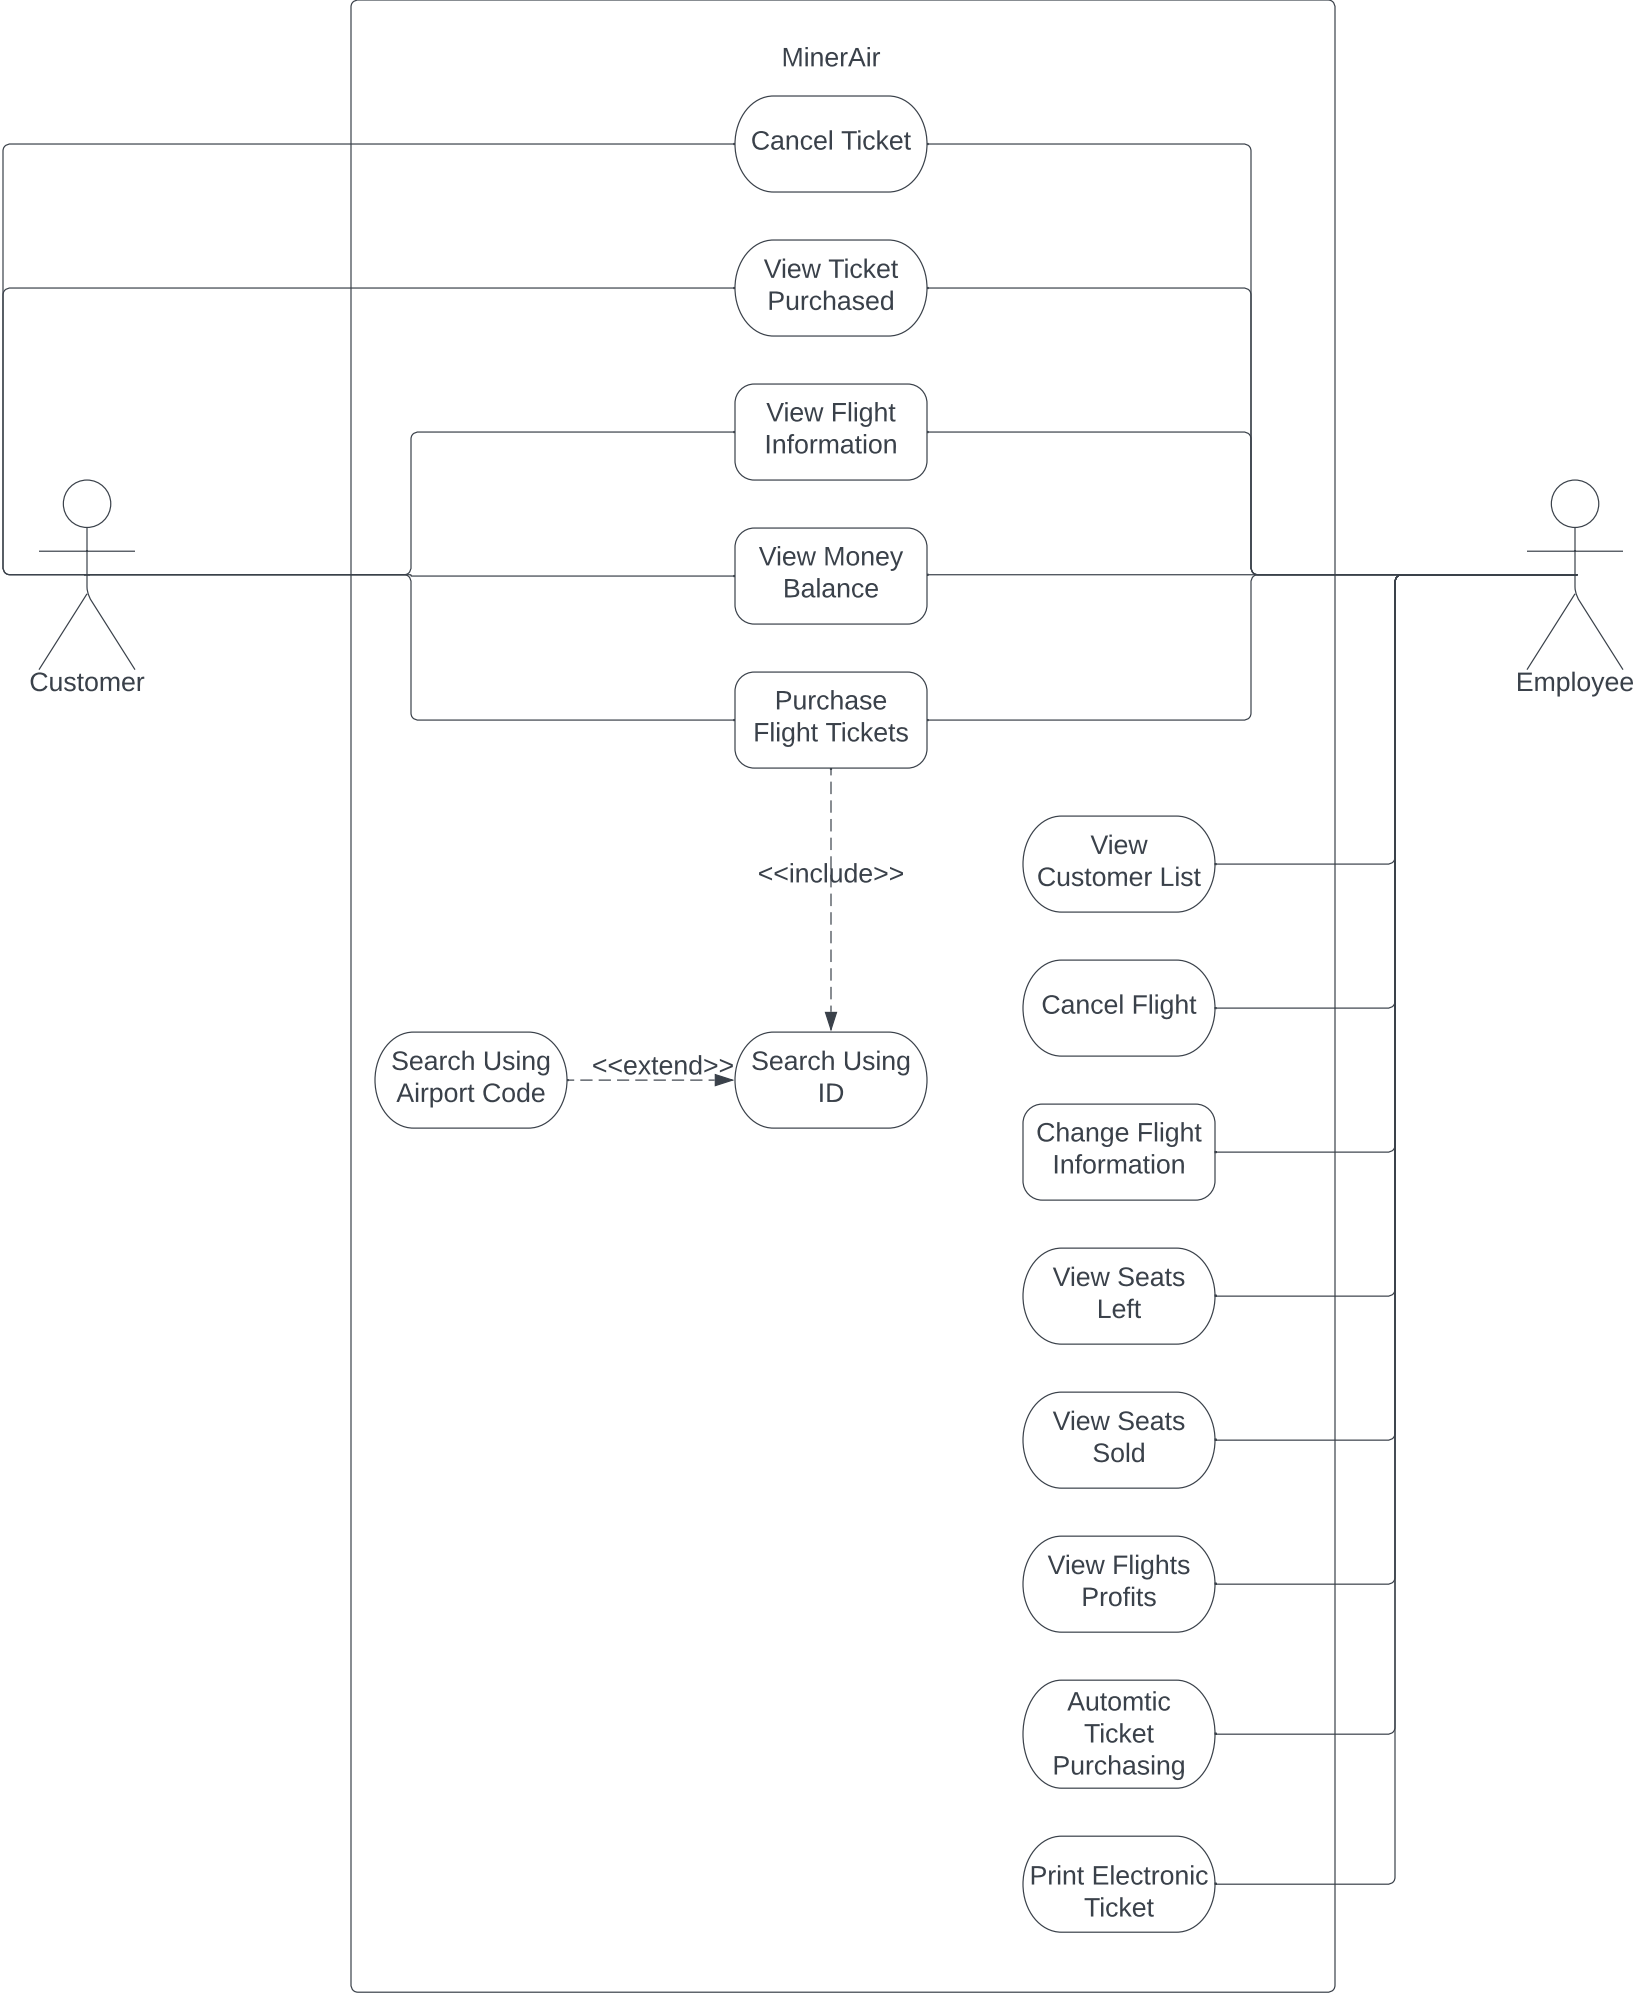 MinerAir
Cancel Ticket
View Ticket
Purchased
View Flight
Information
View Money
Balance
Customer
Employee
Purchase
Flight Tickets
<<include>>
View
Customer List
Cancel Flight
Search Using
Airport Code
<<extend>>
Search Using
ID
Change Flight
Information
View Seats
Left
View Seats
Sold
View Flights
Profits
Automtic
Ticket
Purchasing
Print Electronic
Ticket